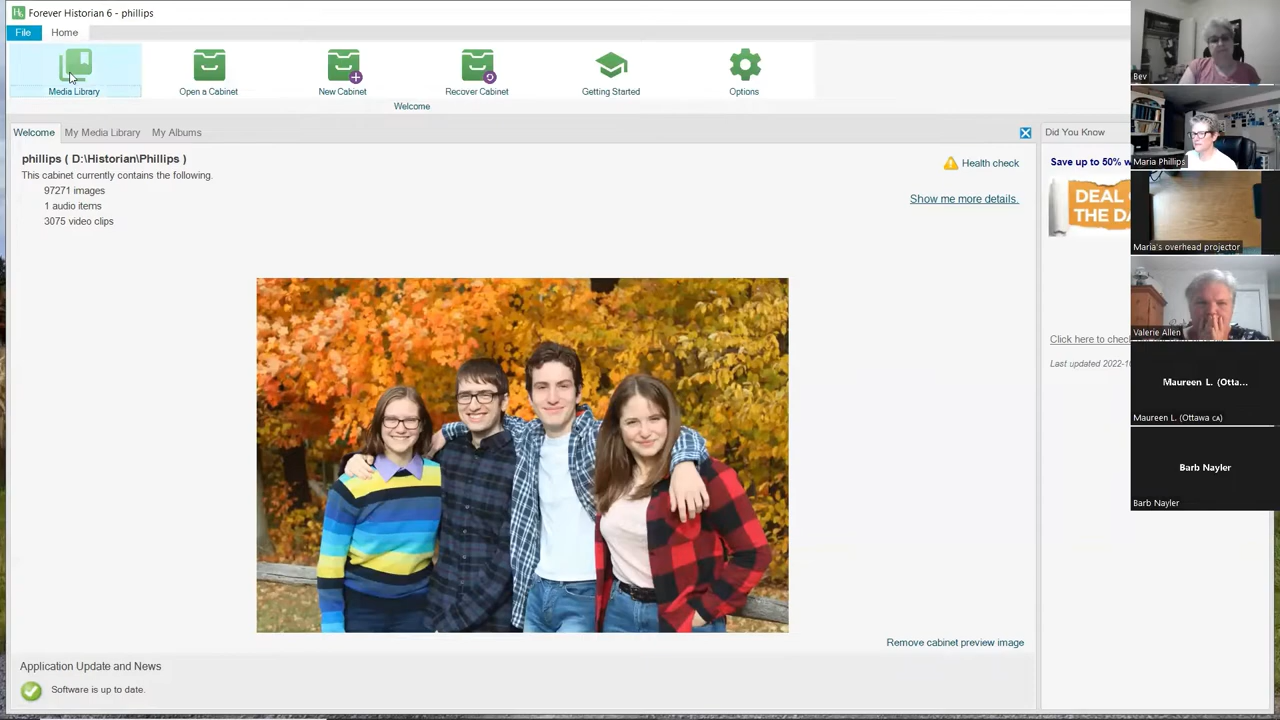 Forever Historian 6 - phillips
File
Home
Media Library
Open a Cabinet
New Cabinet
Recover Cabinet
Getting Started
Options
Welcome
Welcome
My Media Library
My Albums
phillips ( D:\Historian\Phillips )
This cabinet currently contains the following.
97271 images
1 audio items
3075 video clips
Health check
Show me more details.
Remove cabinet preview image
Application Update and News
Software is up to date.
Did You Know
Save up to 50% w
DEAL
THE DA
Click here to chec
Last updated 2022-10
Bev
Maria Phillips
Maria's overhead projector
Valerie Allen
Maureen L. (Otta...
Maureen L. (Ottawa CA)
Barb Nayler
Barb Nayler